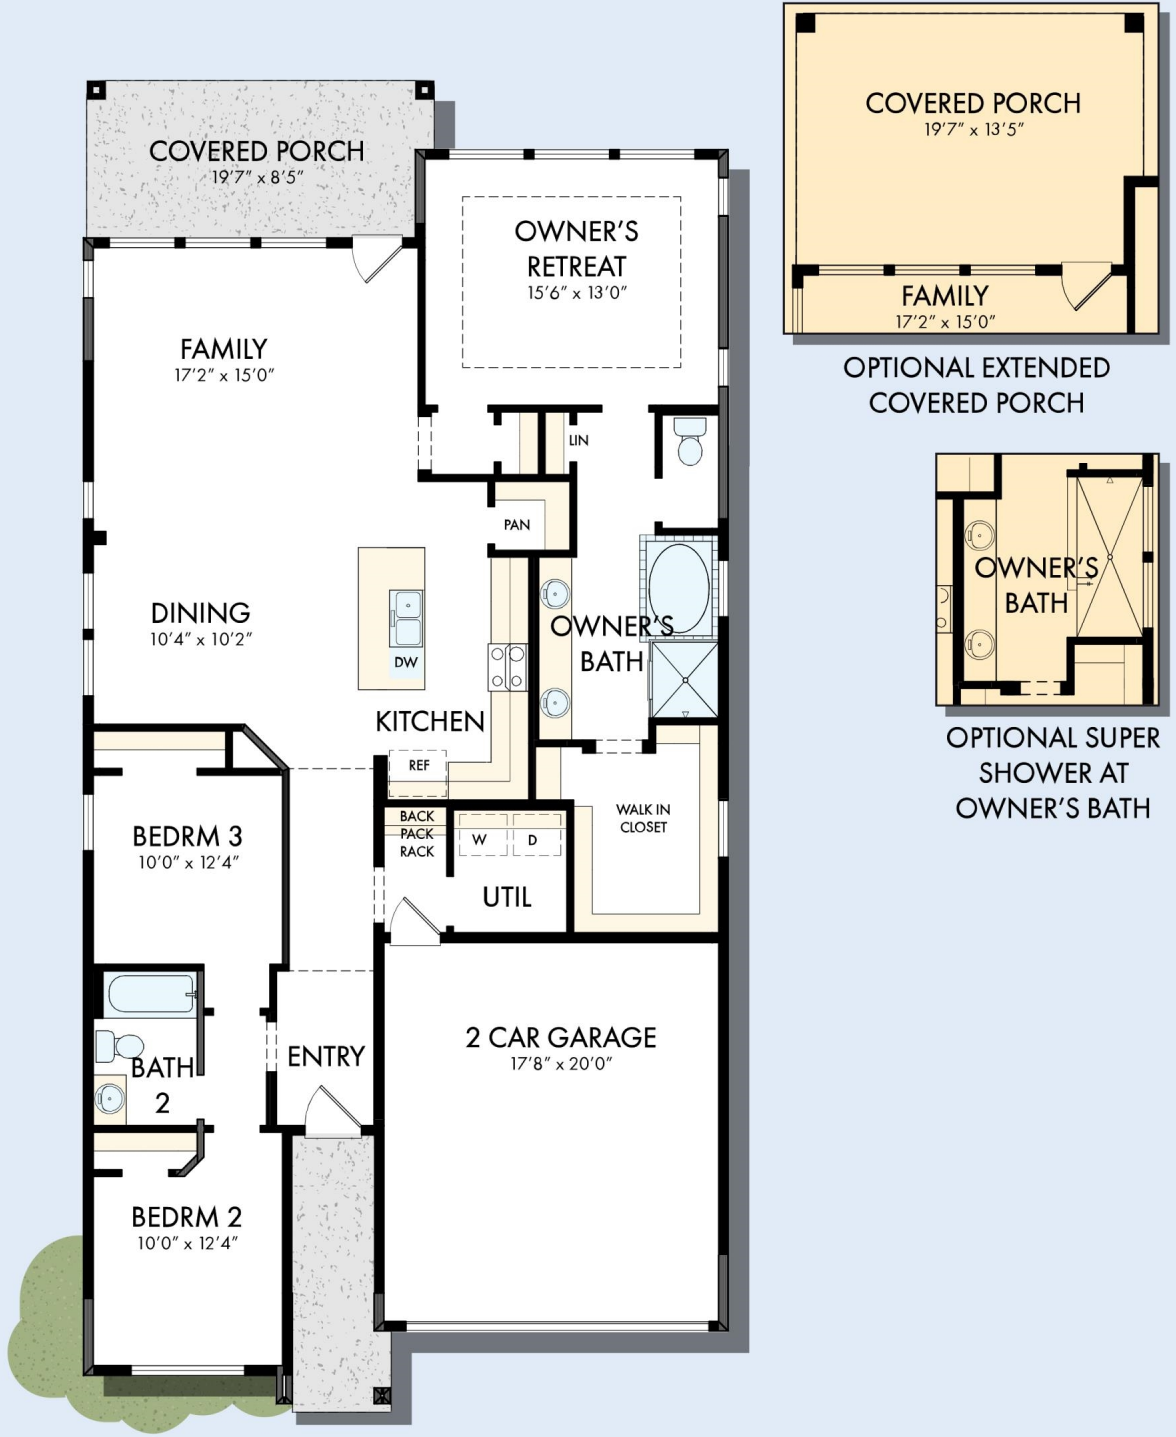 COVERED PORCH
19'7" x 8'5"
OWNER'S
RETREAT
15'6" x 13'0"
FAMILY
17'2" x 15'0"
LIN
PAN
DINING
10'4" x 10'2"
DW
OWNER'S
BATH
KITCHEN
REF
WALK IN
CLOSET
BACK
PACK
RACK
W
D
UTIL
BEDRM 3
10'0" x 12'4"
2 CAR GARAGE
17'8" x 20'0"
ENTRY
BATH
2
BEDRM 2
10'0" x 12'4"
COVERED PORCH
19'7" x 13'5"
FAMILY
17'2" x 15'0"
OPTIONAL EXTENDED
COVERED PORCH
OWNER'S
BATH
OPTIONAL SUPER
SHOWER AT
OWNER'S BATH